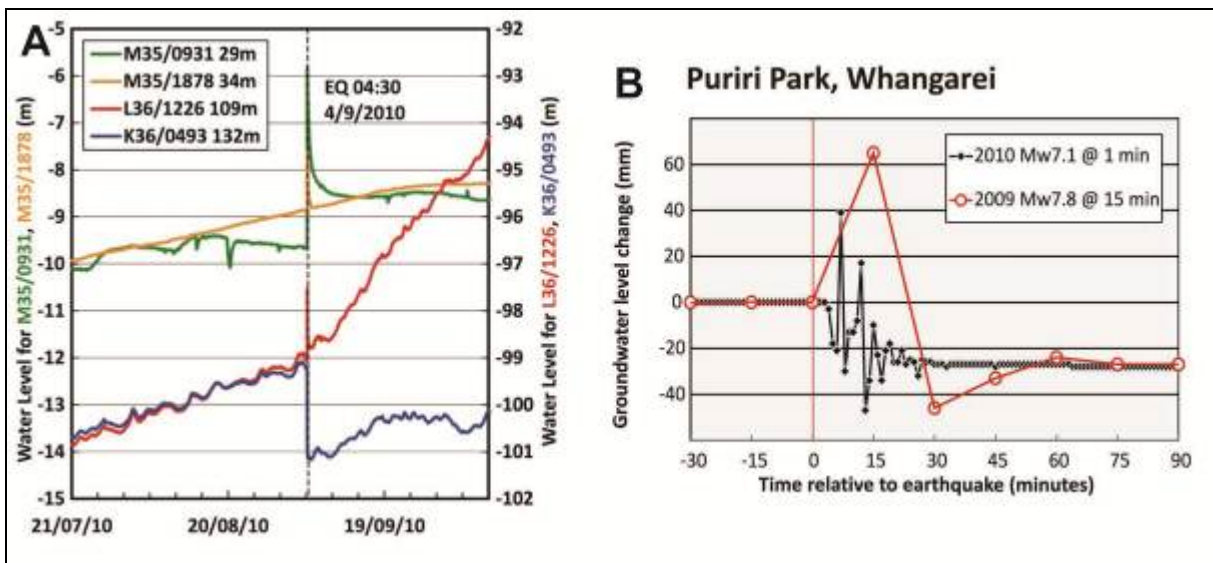 A
Water Level for M35/0931, M35/1878 (m)
-5
-6
-7
-8
-9
-10
-11
-12
-13
-14
-15
M35/0931 29m
M35/1878 34m
L36/1226 109m
K36/0493 132m
EQ 04:30
4/9/2010
-92
-93
-94
-95
-96
-97
-98
-99
-100
-101
-102
Water Level for L36/1226, K36/0493 (m)
21/07/10 20/08/10 19/09/10
B Puriri Park, Whangarei
Groundwater level change (mm)
60
40
20
0
-20
-40
2010 Mw7.1 @ 1 min
2009 Mw7.8 @ 15 min
-30 -15 0 15 30 45 60 75 90
Time relative to earthquake (minutes)